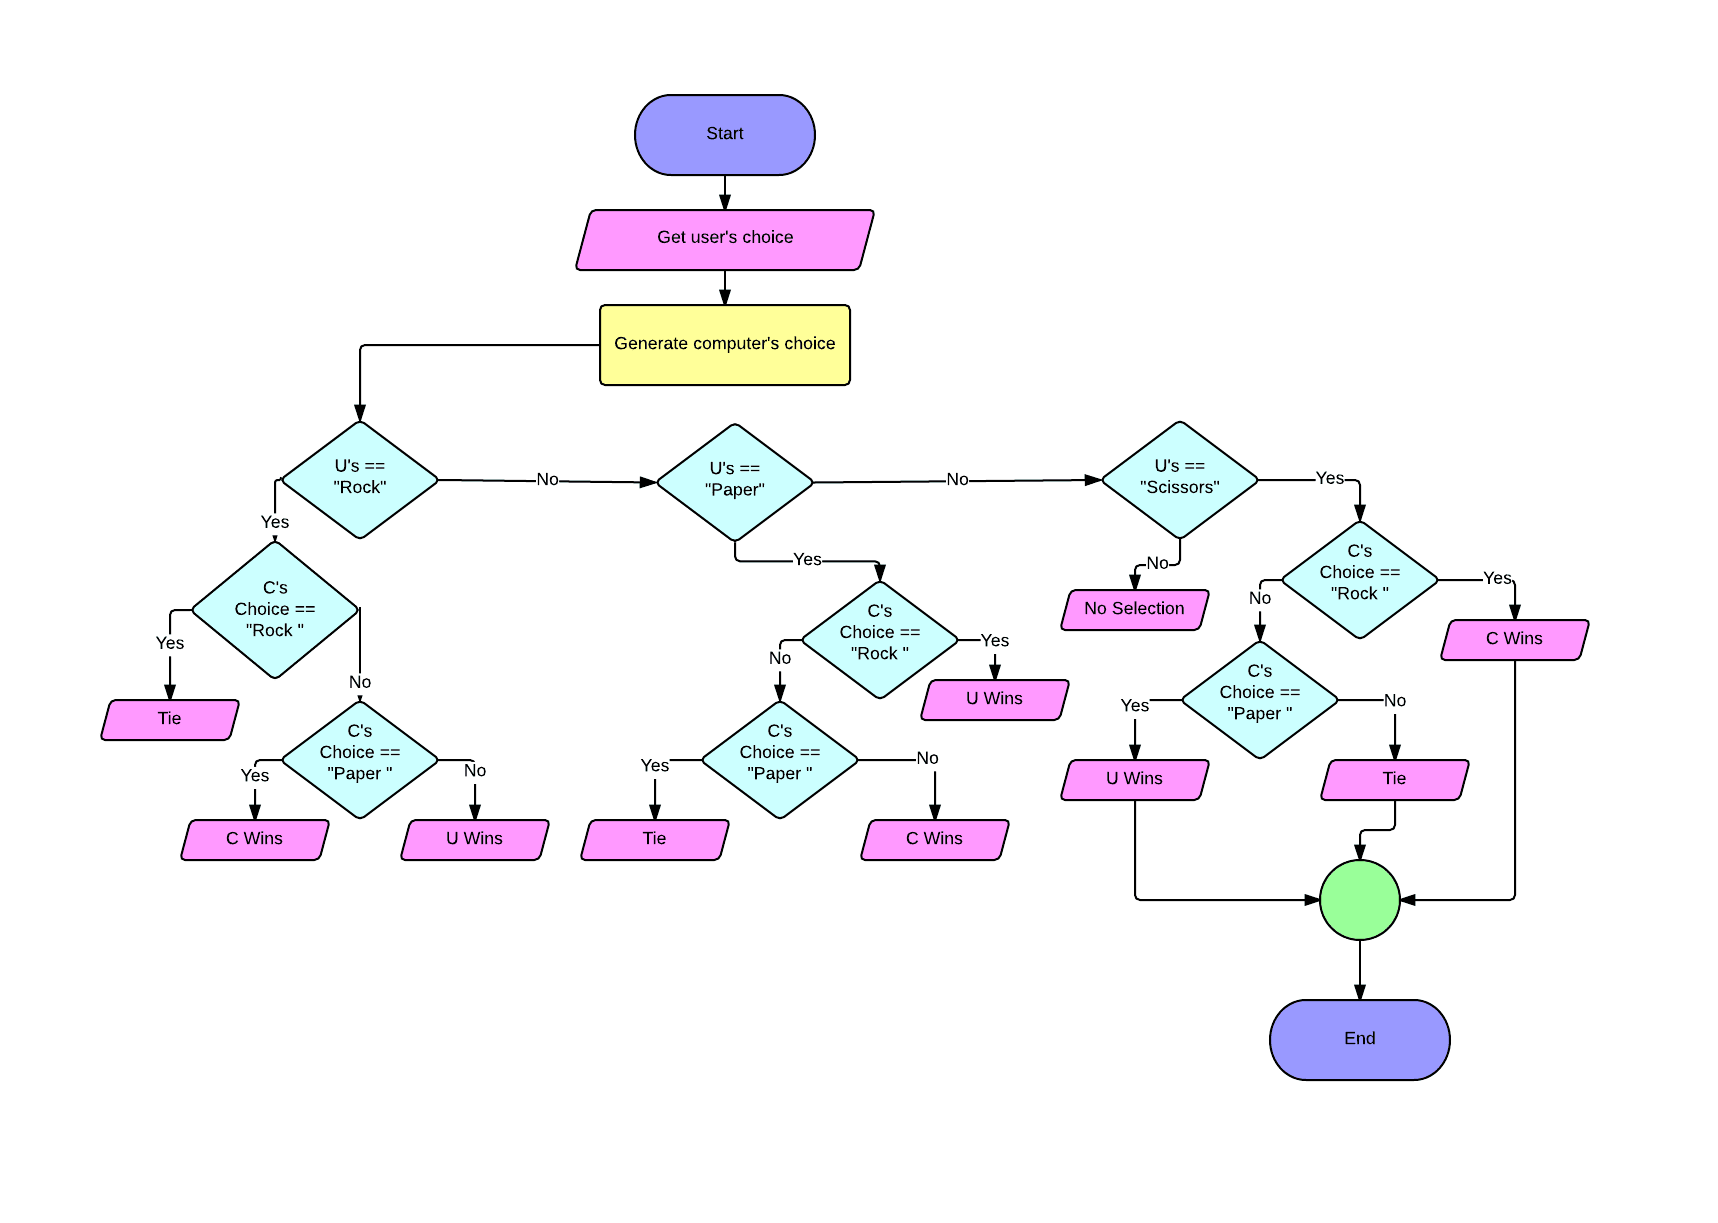 Start
Get user's choice
Generate computer's choice
U's ==
"Rock"
No
U's ==
"Paper"
No
U's ==
"Scissors"
Yes
Yes
Yes
No
C's
Choice ==
"Rock "
Yes
C's
Choice ==
"Rock "
Yes
No
C's
Choice ==
"Rock "
Yes
No
No Selection
No
C Wins
Yes
U Wins
Tie
C's
Choice ==
"Paper "
Yes
No
C's
Choice ==
"Paper "
Yes
No
C's
Choice ==
"Paper "
Yes
No
U Wins
Tie
C Wins
U Wins
Tie
C Wins
End